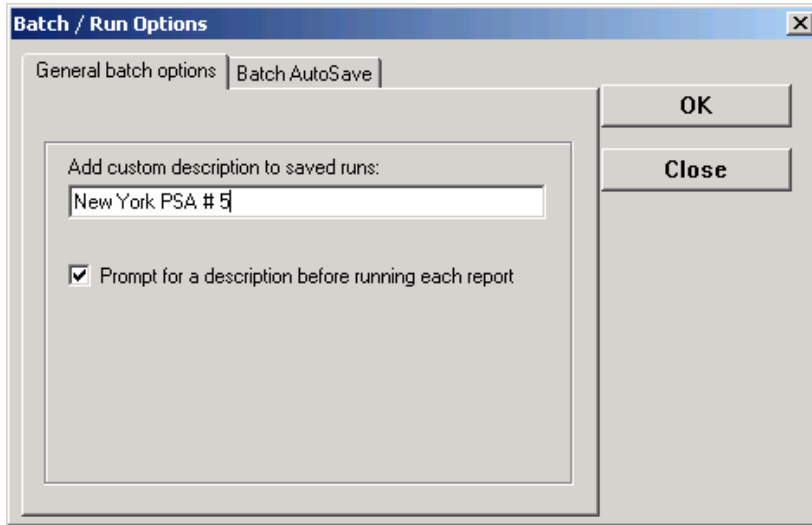 Batch / Run Options
General batch options
Batch AutoSave
OK
Add custom description to saved runs:
Close
New York PSA # 5
Prompt for a description before running each report